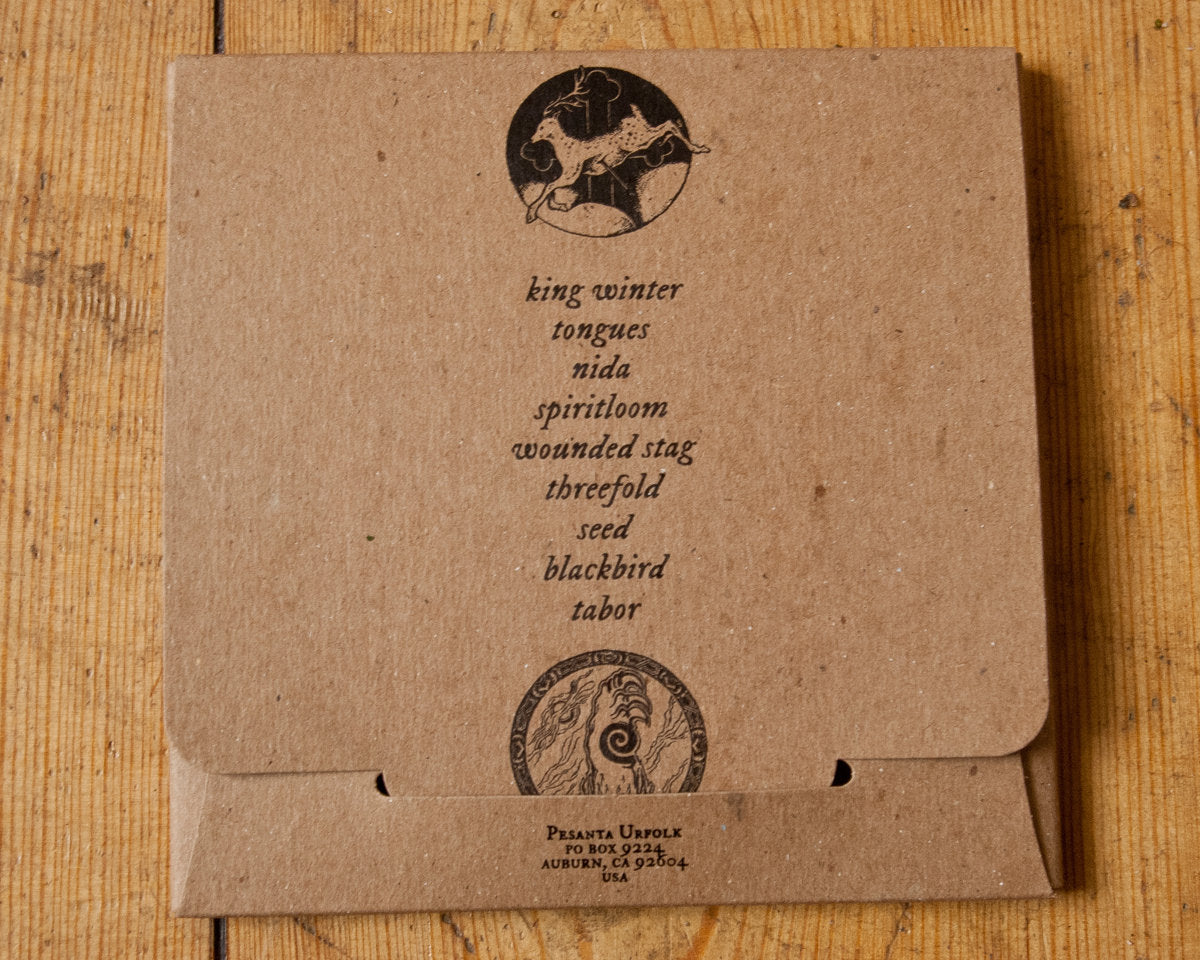 king winter
tongues
nida
spiritloom
wounded stag
threefold
seed
blackbird
tabor
Pesanta Urfolk
PO BOX 9224
AUBURN, CA 92604
USA